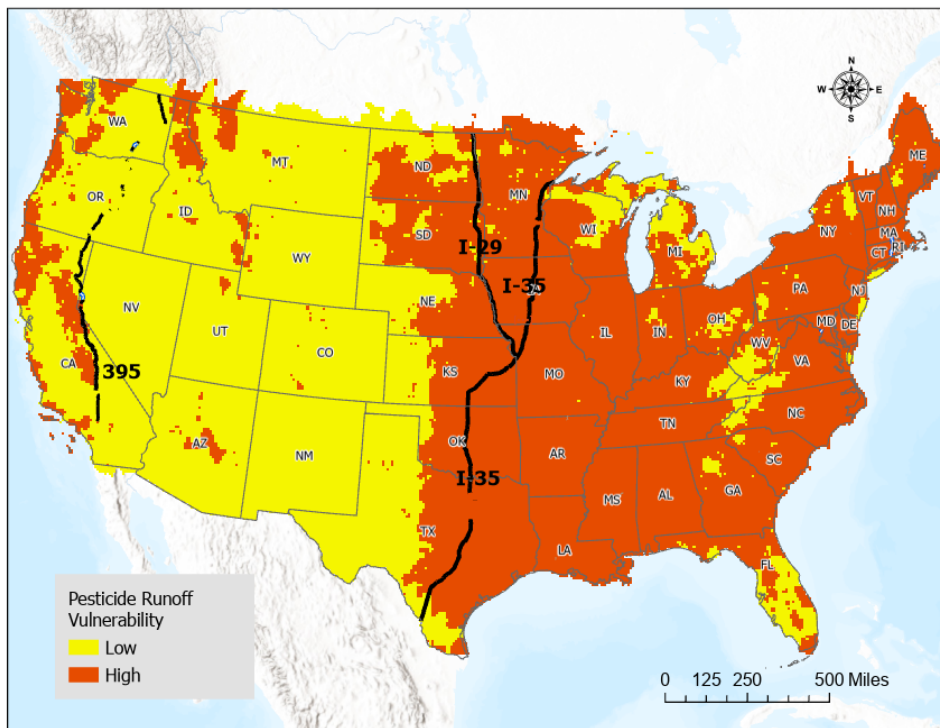 N
W E
S
WA
MT
ND
MN
ME
OR
ID
SD
WI
VT
NH
NY
MA
RI
CT
MI
I-29
WY
I-35
NE
PA
NJ
NV
UT
CO
IL
IN
OH
MD
DE
WV
VA
CA
395
KS
MO
KY
NC
TN
AZ
NM
OK
AR
SC
I-35
MS
AL
GA
TX
LA
FL
Pesticide Runoff
Vulnerability
Low
High
0 125 250 500 Miles